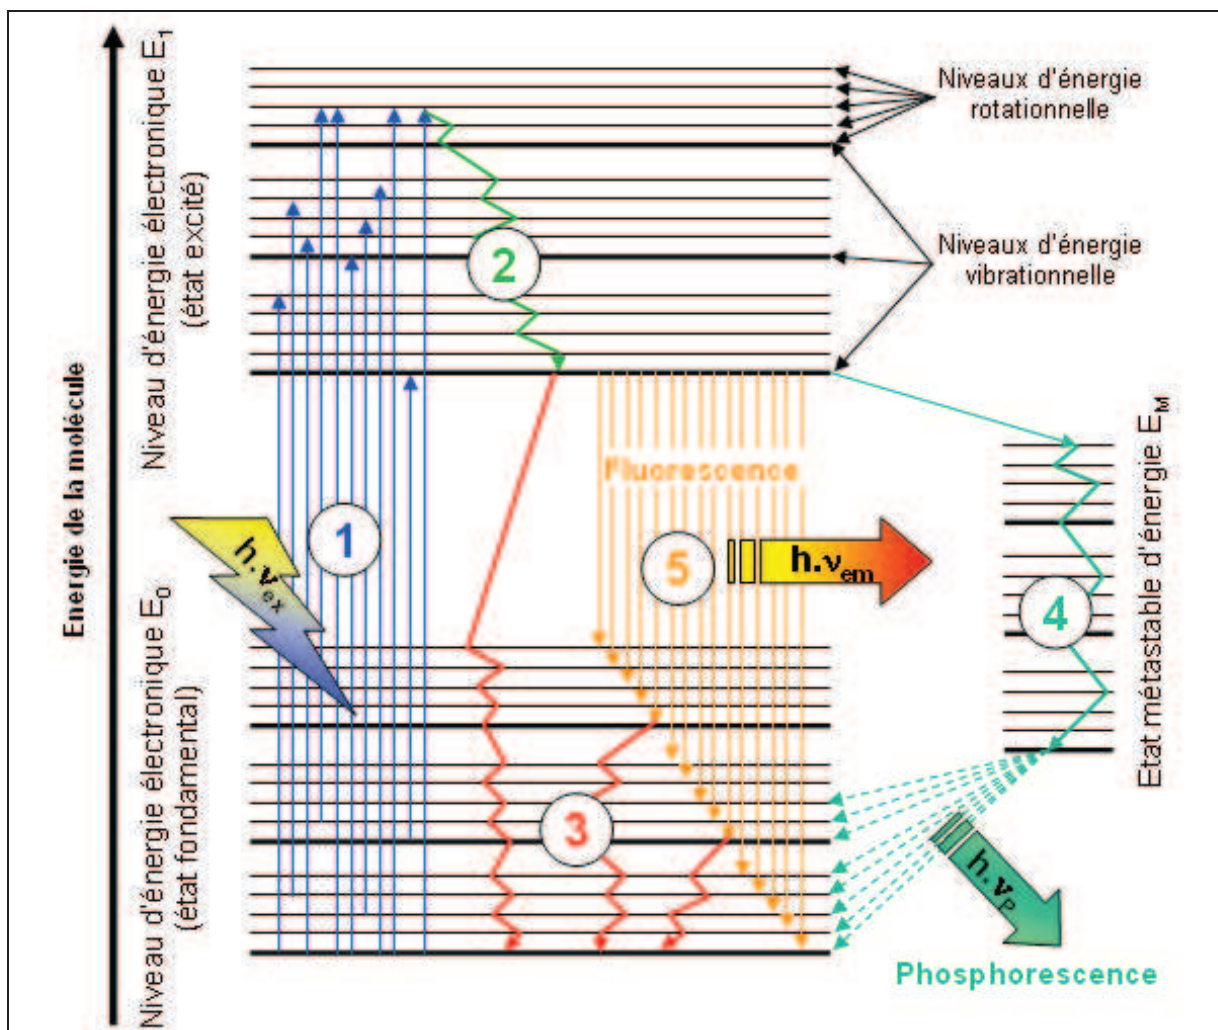 Energie de la molécule
Niveau d'énergie électronique E1
(état excité)
Niveau d'énergie électronique E0
(état fondamental)
Niveaux d'énergie
rotationnelle
Niveaux d'énergie
vibrationnelle
Etat métastable d'énergie EM
1
2
3
4
5
h.νex
Fluorescence
h.νem
h.νP
Phosphorescence